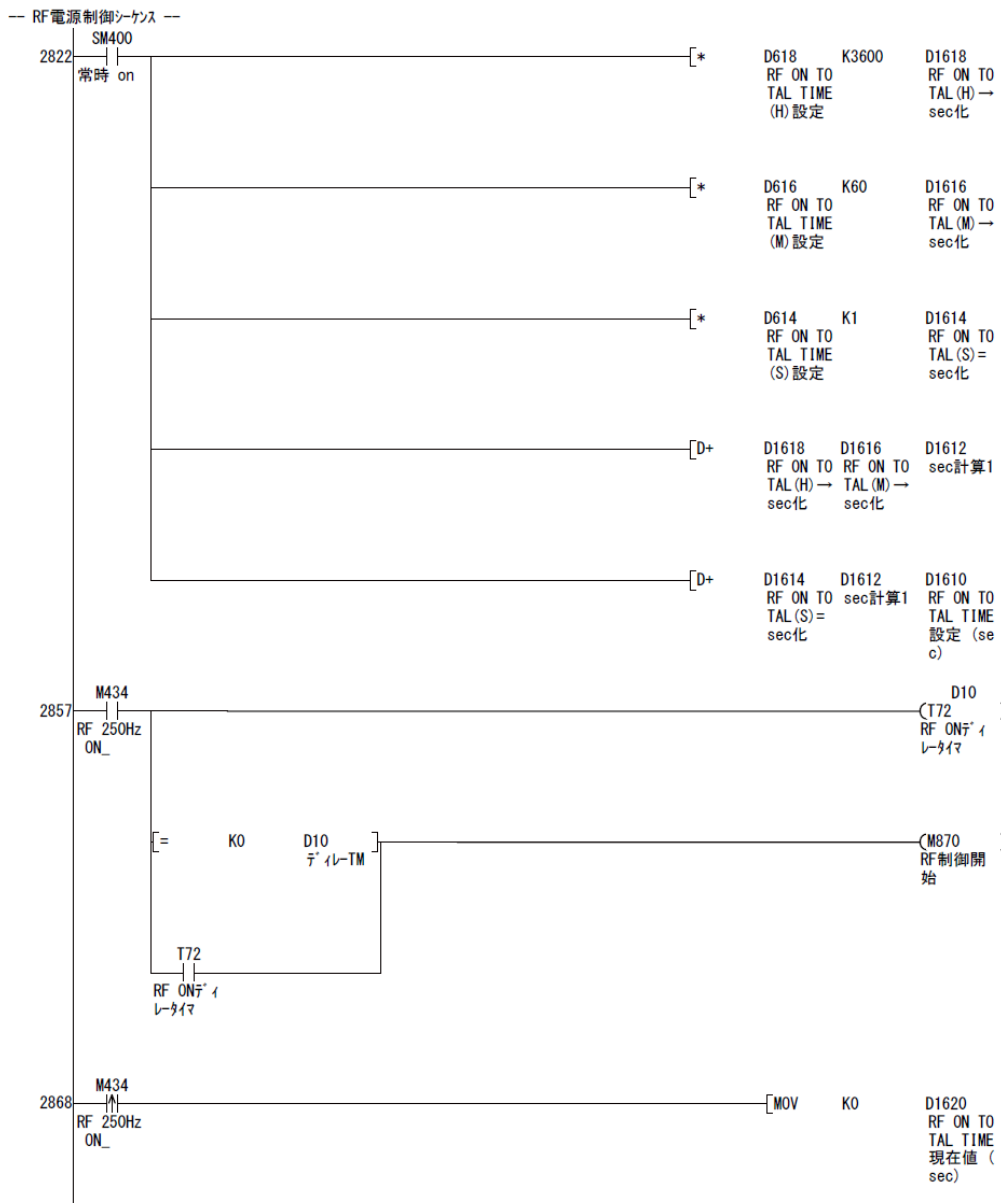 -- RF電源制御ｼｰｹﾝｽ --
SM400
2822
常時 on
[* D618 K3600 D1618
RF ON TO RF ON TO
TAL TIME TAL(H)→
(H)設定 sec化
[* D616 K60 D1616
RF ON TO RF ON TO
TAL TIME TAL(M)→
(M)設定 sec化
[* D614 K1 D1614
RF ON TO RF ON TO
TAL TIME TAL(S)=
(S)設定 sec化
[D+ D1618 D1616 D1612
RF ON TO RF ON TO sec計算1
TAL(H)→ TAL(M)→
sec化 sec化
[D+ D1614 D1612 D1610
RF ON TO sec計算1 RF ON TO
TAL(S)= TAL TIME
sec化 設定 (se
c)
M434 D10
2857 (T72
RF 250Hz RF ONﾃﾞｨ
ON_ ﾚｰﾀｲﾏ
[= K0 D10 ] (M870
ﾃﾞｨﾚｰTM RF制御開
始
T72
RF ONﾃﾞｨ
ﾚｰﾀｲﾏ
M434
2868 [MOV K0 D1620
RF 250Hz RF ON TO
ON_ TAL TIME
現在値 (
sec)